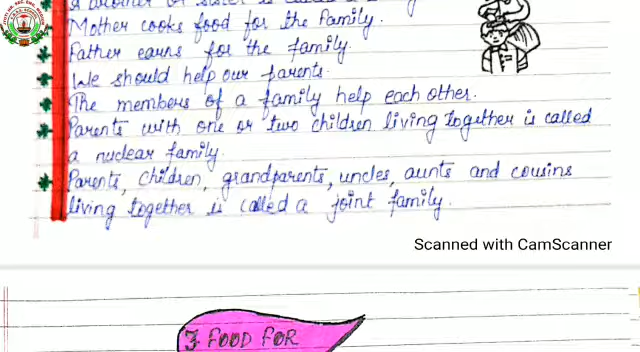 Mother cooks food for the family.
Father earns for the family.
We should help our parents.
The members of a family help each other.
Parents with one or two children living together is called
a nuclear family.
Parents, children, grandparents, uncles, aunts and cousins
living together is called a joint family.
Scanned with CamScanner
3 FOOD FOR